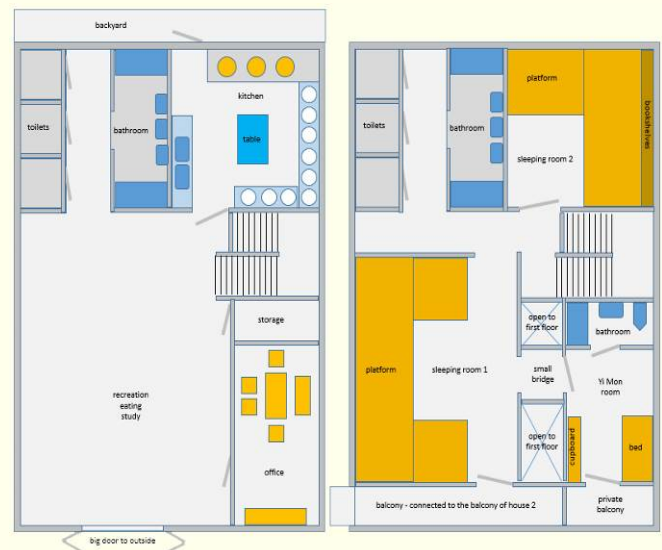 backyard
kitchen
toilets
bathroom
table
storage
recreation
eating
study
office
big door to outside
platform
bookshelves
toilets
bathroom
sleeping room 2
open to
first floor
bathroom
platform
sleeping room 1
small
bridge
Yi Mon
room
open to
first floor
cupboard
bed
balcony - connected to the balcony of house 2
private
balcony